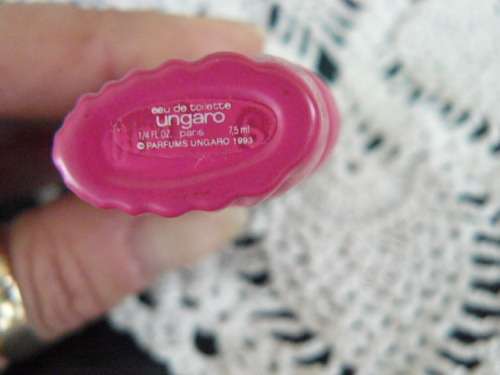 eau de toilette
ungaro
1/4 FL OZ. paris 7,5 ml
© PARFUMS UNGARO 1993